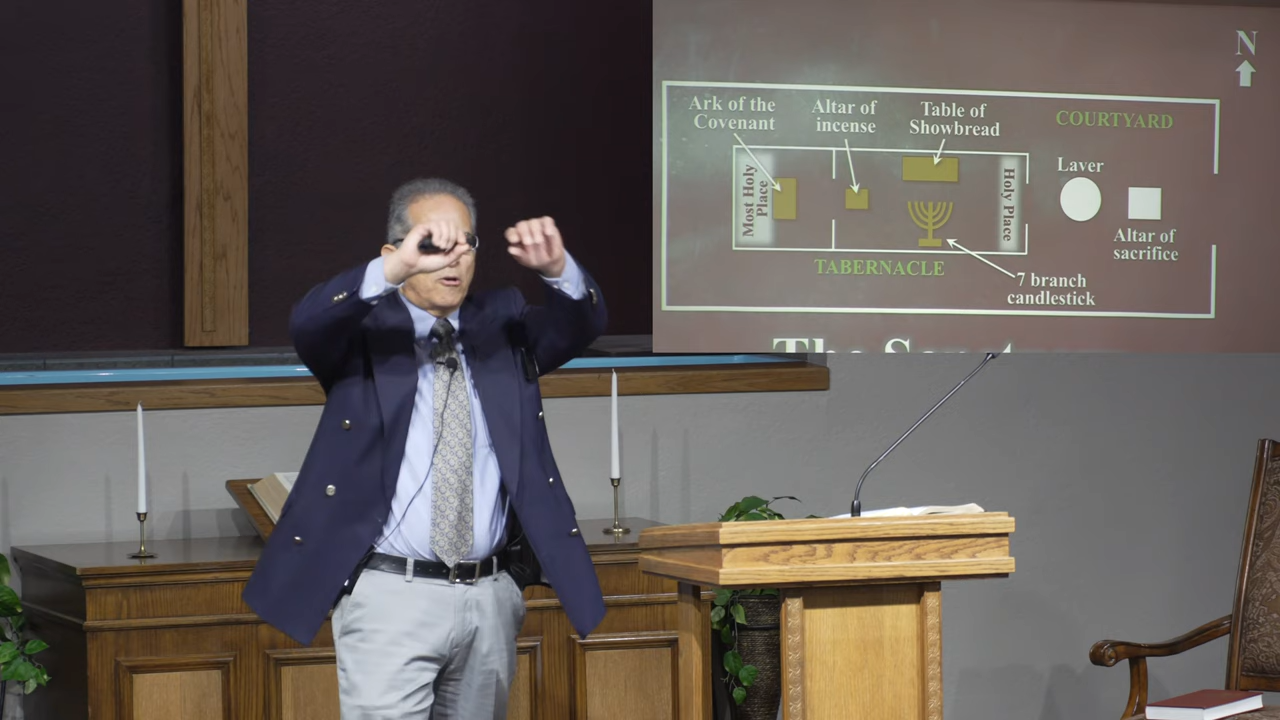 N
Ark of the
Covenant
Altar of
incense
Table of
Showbread
COURTYARD
Most Holy
Place
Holy Place
Laver
Altar of
sacrifice
TABERNACLE
7 branch
candlestick
The